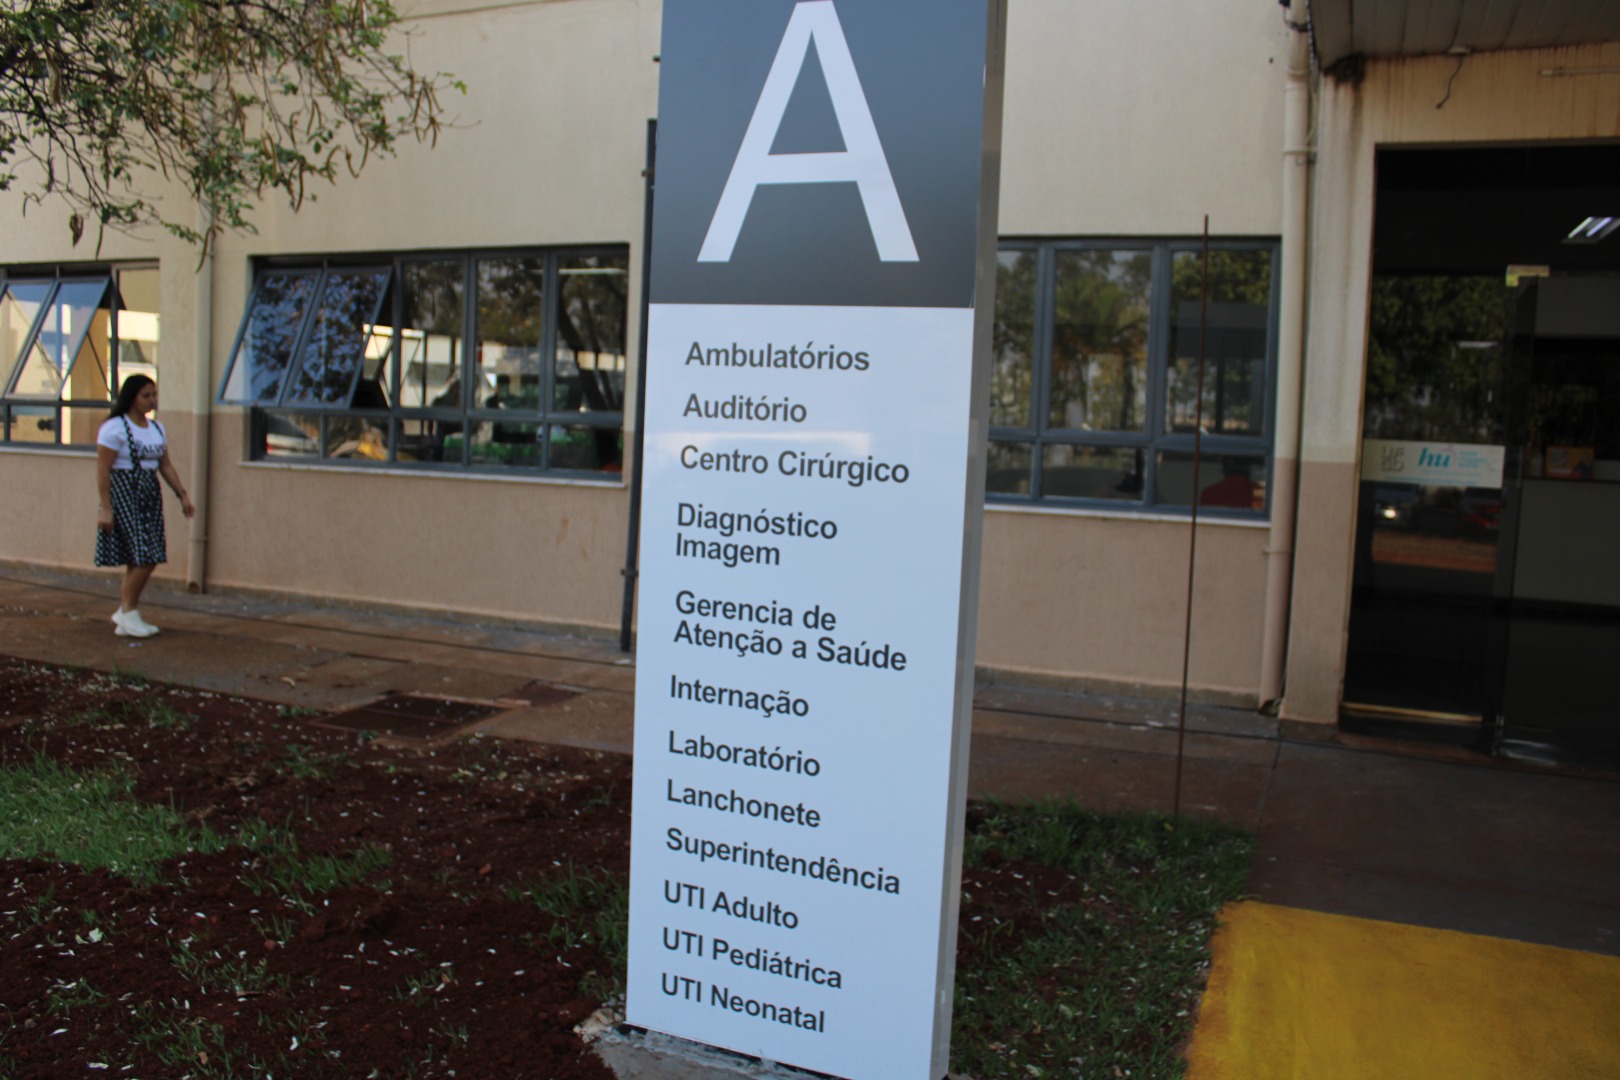 A
Ambulatórios
Auditório
Centro Cirúrgico
Diagnóstico
Imagem
Gerencia de
Atenção a Saúde
Internação
Laboratório
Lanchonete
Superintendência
UTI Adulto
UTI Pediátrica
UTI Neonatal
hu